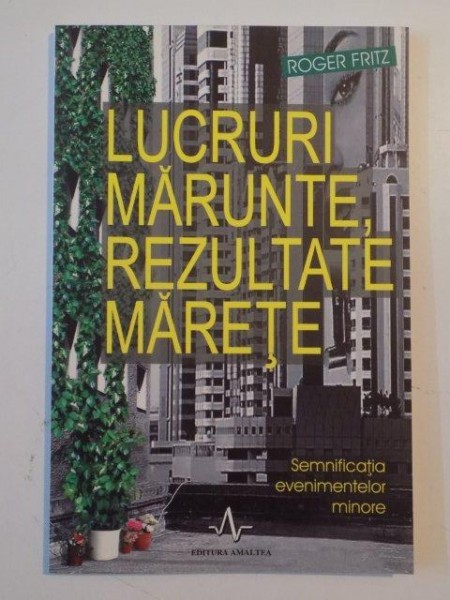 ROGER FRITZ
LUCRURI
MĂRUNTE,
REZULTATE
MĂREȚE
Semnificația
evenimentelor
minore
EDITURA AMALTEA